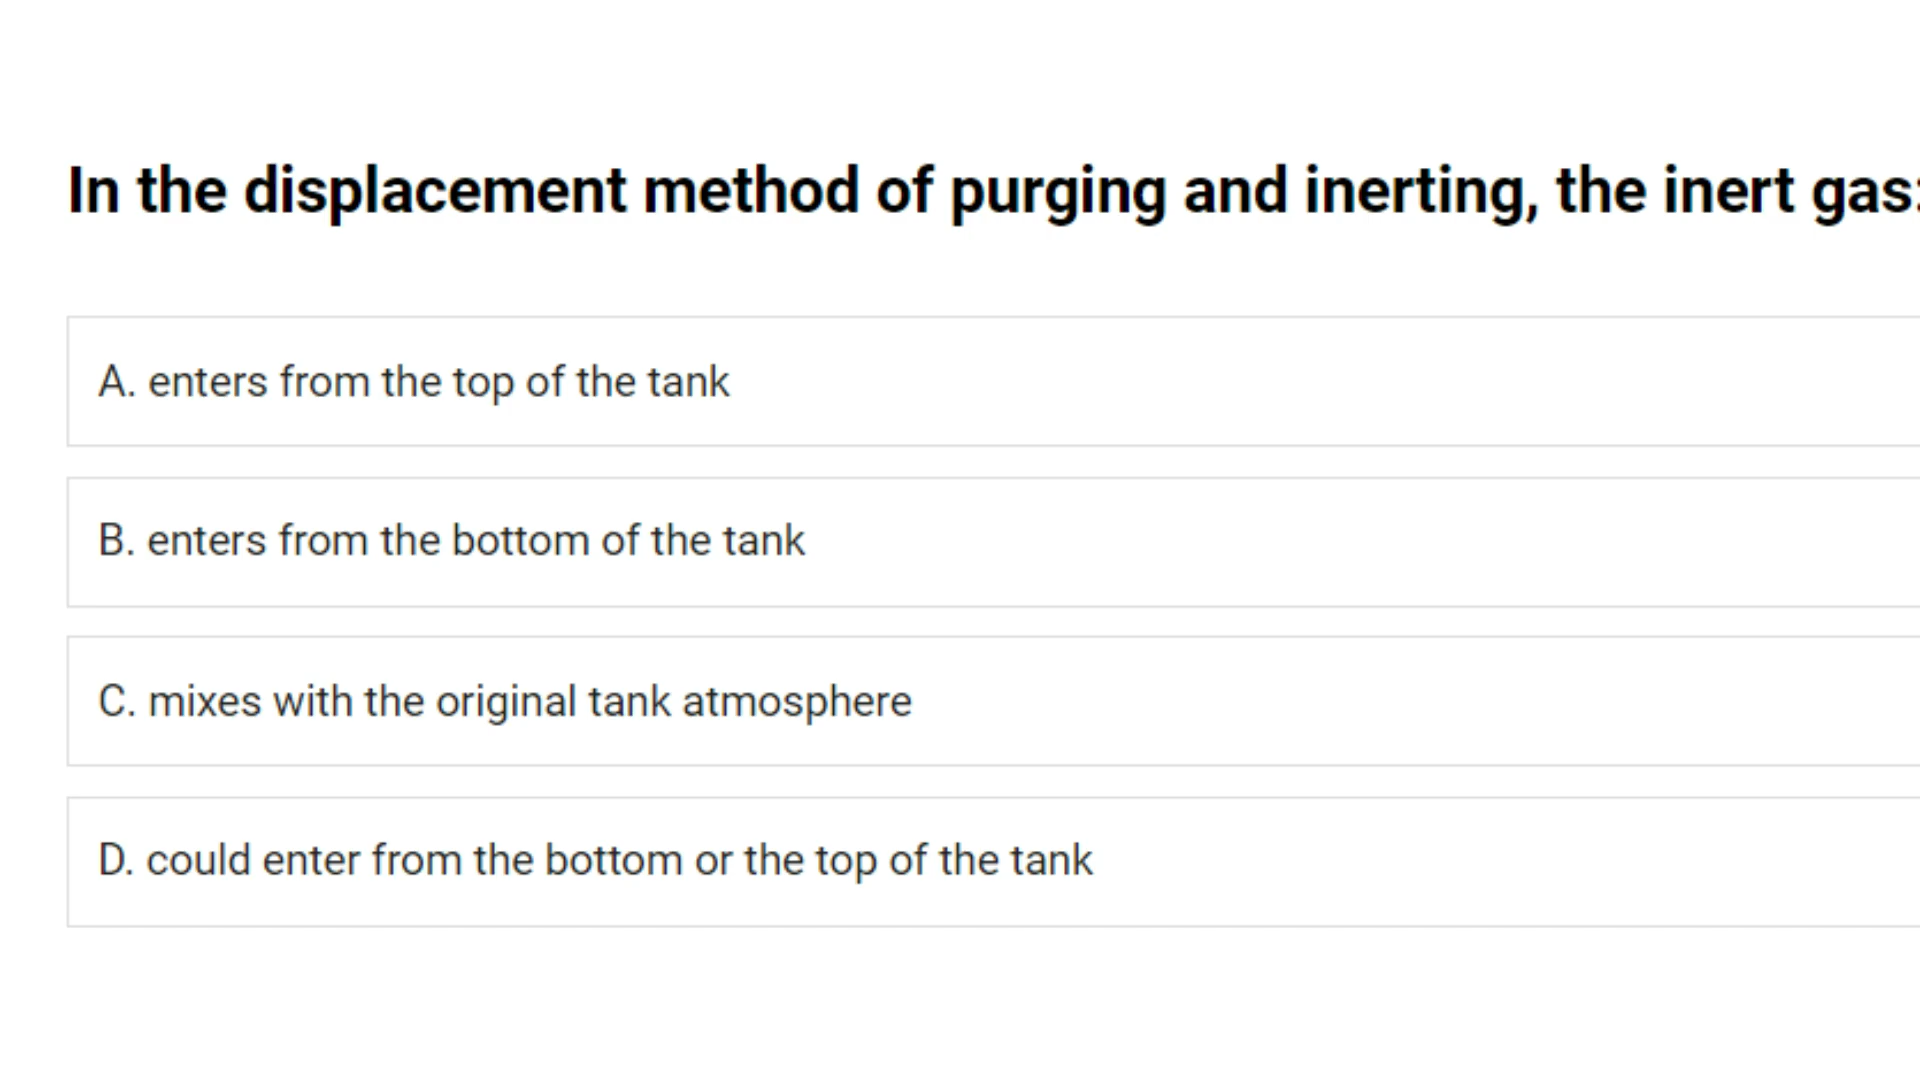 In the displacement method of purging and inerting, the inert gas:
A. enters from the top of the tank
B. enters from the bottom of the tank
C. mixes with the original tank atmosphere
D. could enter from the bottom or the top of the tank